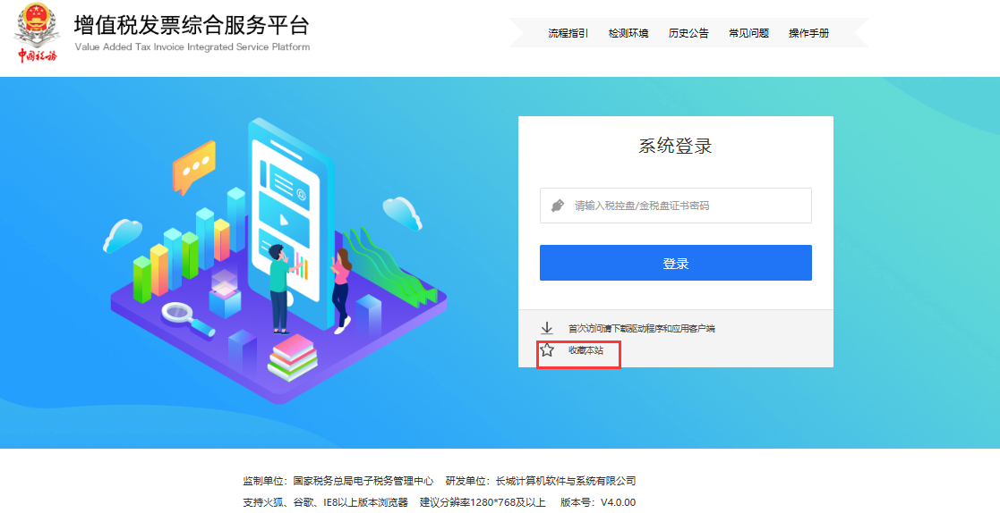 增值税发票综合服务平台
Value Added Tax Invoice Integrated Service Platform
中国税务
流程指引 检测环境 历史公告 常见问题 操作手册
系统登录
请输入税控盘/金税盘证书密码
登录
首次访问请下载驱动程序和应用客户端
收藏本站
监制单位：国家税务总局电子税务管理中心 研发单位：长城计算机软件与系统有限公司
支持火狐、谷歌、IE8以上版本浏览器 建议分辨率1280*768及以上 版本号：V4.0.00